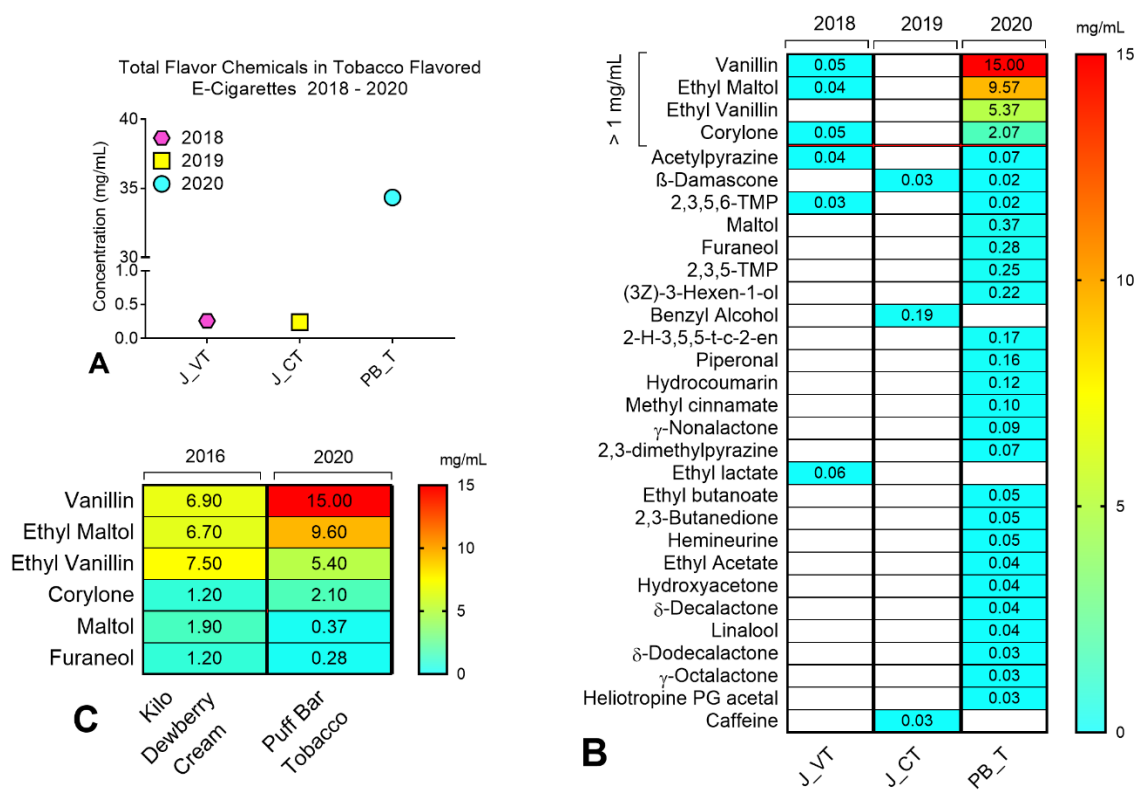 Total Flavor Chemicals in Tobacco Flavored
E-Cigarettes 2018 - 2020
Concentration (mg/mL)
40
35
30
1.0
0.5
0.0
2018
2019
2020
J_VT
J_CT
PB_T
A
2018 2019 2020
mg/mL
> 1 mg/mL
Vanillin 0.05 15.00
Ethyl Maltol 0.04 9.57
Ethyl Vanillin 5.37
Corylone 0.05 2.07
Acetylpyrazine 0.04 0.07
ß-Damascone 0.03 0.02
2,3,5,6-TMP 0.03 0.02
Maltol 0.37
Furaneol 0.28
2,3,5-TMP 0.25
(3Z)-3-Hexen-1-ol 0.22
Benzyl Alcohol 0.19
2-H-3,5,5-t-c-2-en 0.17
Piperonal 0.16
Hydrocoumarin 0.12
Methyl cinnamate 0.10
γ-Nonalactone 0.09
2,3-dimethylpyrazine 0.07
Ethyl lactate 0.06
Ethyl butanoate 0.05
2,3-Butanedione 0.05
Hemineurine 0.05
Ethyl Acetate 0.04
Hydroxyacetone 0.04
δ-Decalactone 0.04
Linalool 0.04
δ-Dodecalactone 0.03
γ-Octalactone 0.03
Heliotropine PG acetal 0.03
Caffeine 0.03
J_VT
J_CT
PB_T
15
10
5
0
B
2016 2020
mg/mL
Vanillin 6.90 15.00
Ethyl Maltol 6.70 9.60
Ethyl Vanillin 7.50 5.40
Corylone 1.20 2.10
Maltol 1.90 0.37
Furaneol 1.20 0.28
15
10
5
0
Kilo
Dewberry
Cream
Puff Bar
Tobacco
C